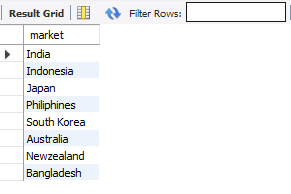 Result Grid Filter Rows:
market
India
Indonesia
Japan
Philiphines
South Korea
Australia
Newzealand
Bangladesh